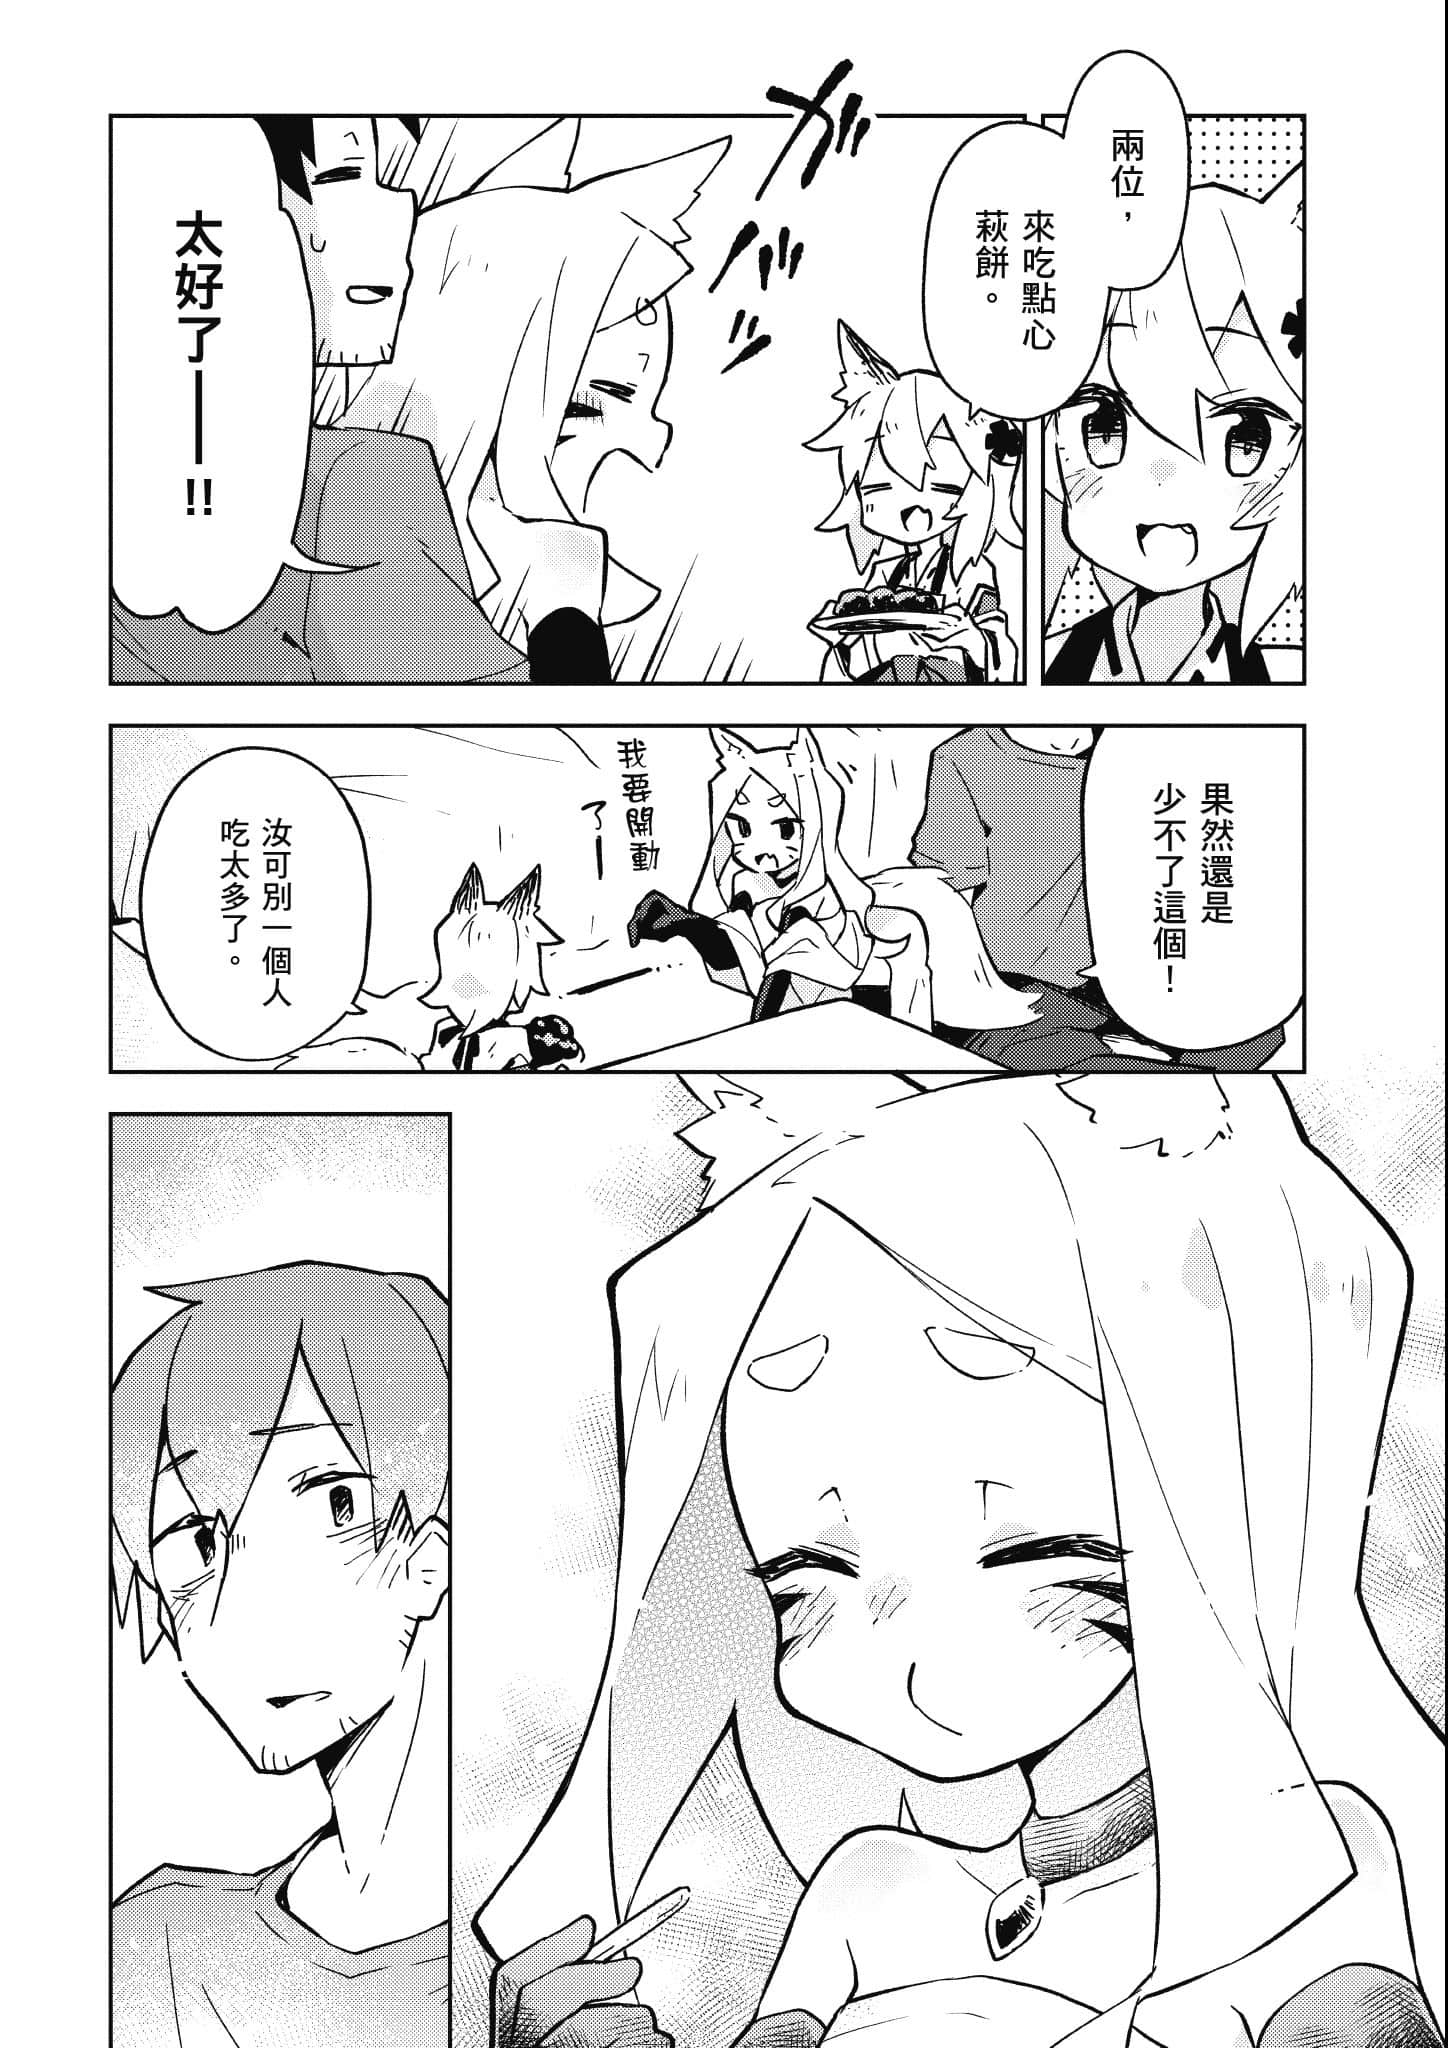 兩位，
來吃點心
萩餅。
ガバッ
太好了——!!
果然還是
少不了這個！
我要開動
了ー
汝可別一個人
吃太多了。